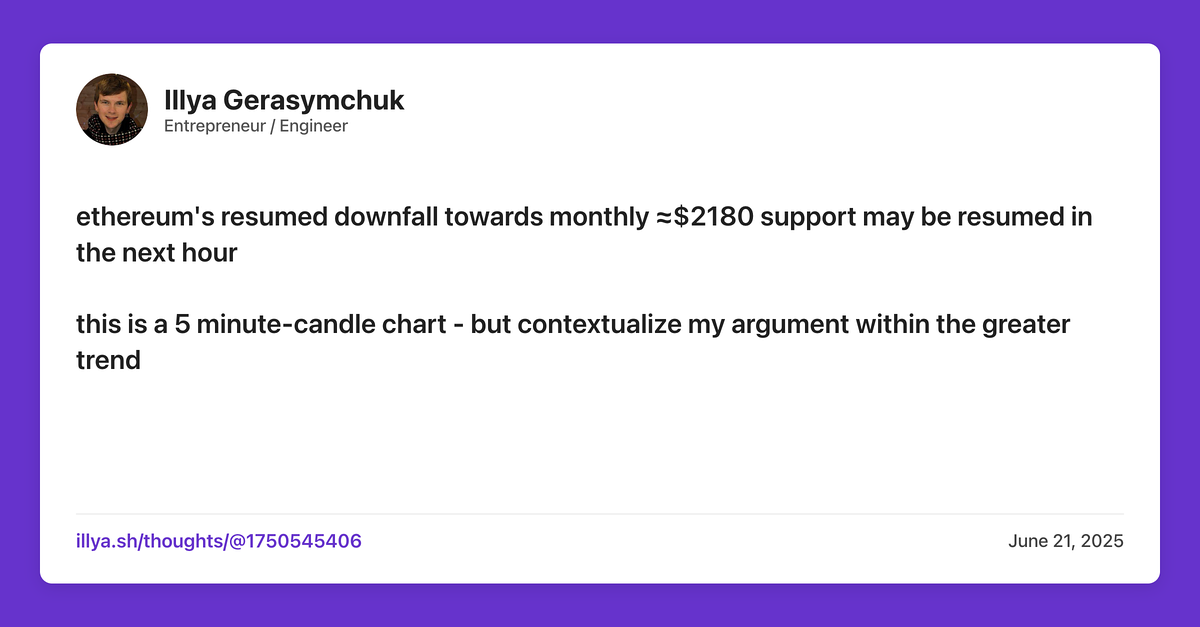 Illya Gerasymchuk
Entrepreneur / Engineer
ethereum's resumed downfall towards monthly ≈$2180 support may be resumed in
the next hour
this is a 5 minute-candle chart - but contextualize my argument within the greater
trend
illya.sh/thoughts/@1750545406
June 21, 2025